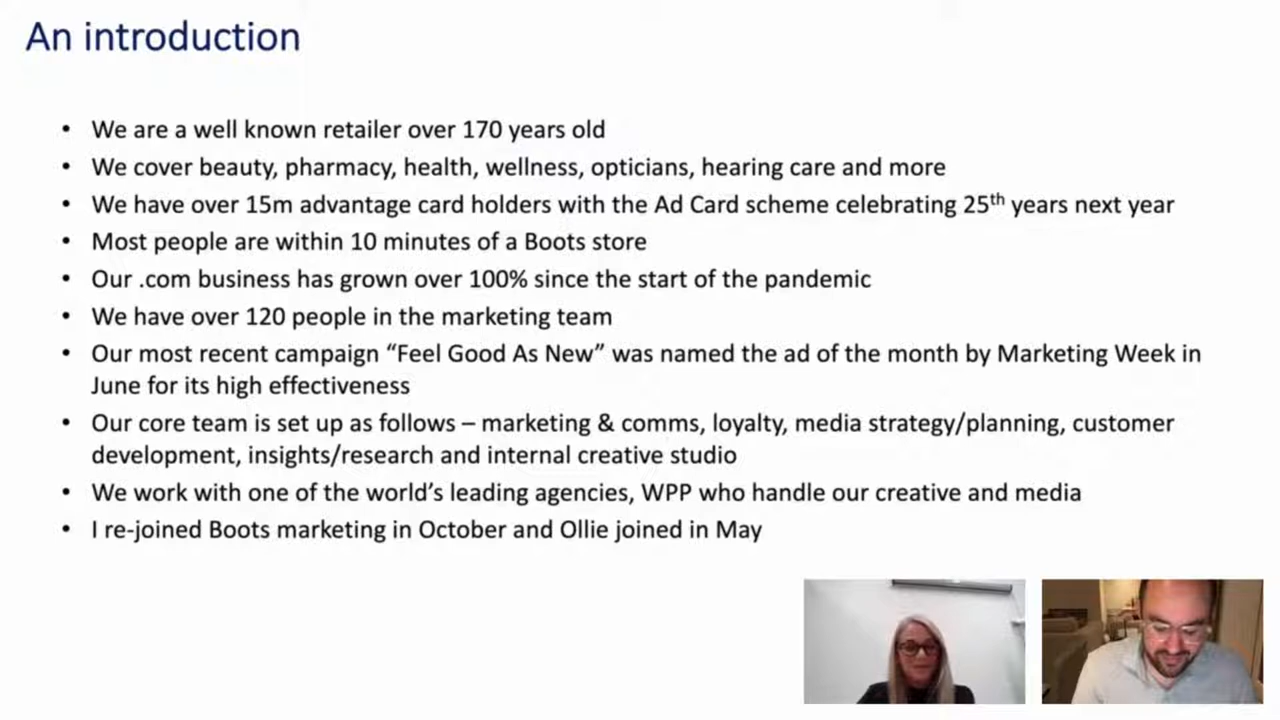 An introduction
• We are a well known retailer over 170 years old
• We cover beauty, pharmacy, health, wellness, opticians, hearing care and more
• We have over 15m advantage card holders with the Ad Card scheme celebrating 25th years next year
• Most people are within 10 minutes of a Boots store
• Our .com business has grown over 100% since the start of the pandemic
• We have over 120 people in the marketing team
• Our most recent campaign “Feel Good As New” was named the ad of the month by Marketing Week in
June for its high effectiveness
• Our core team is set up as follows – marketing & comms, loyalty, media strategy/planning, customer
development, insights/research and internal creative studio
• We work with one of the world’s leading agencies, WPP who handle our creative and media
• I re-joined Boots marketing in October and Ollie joined in May